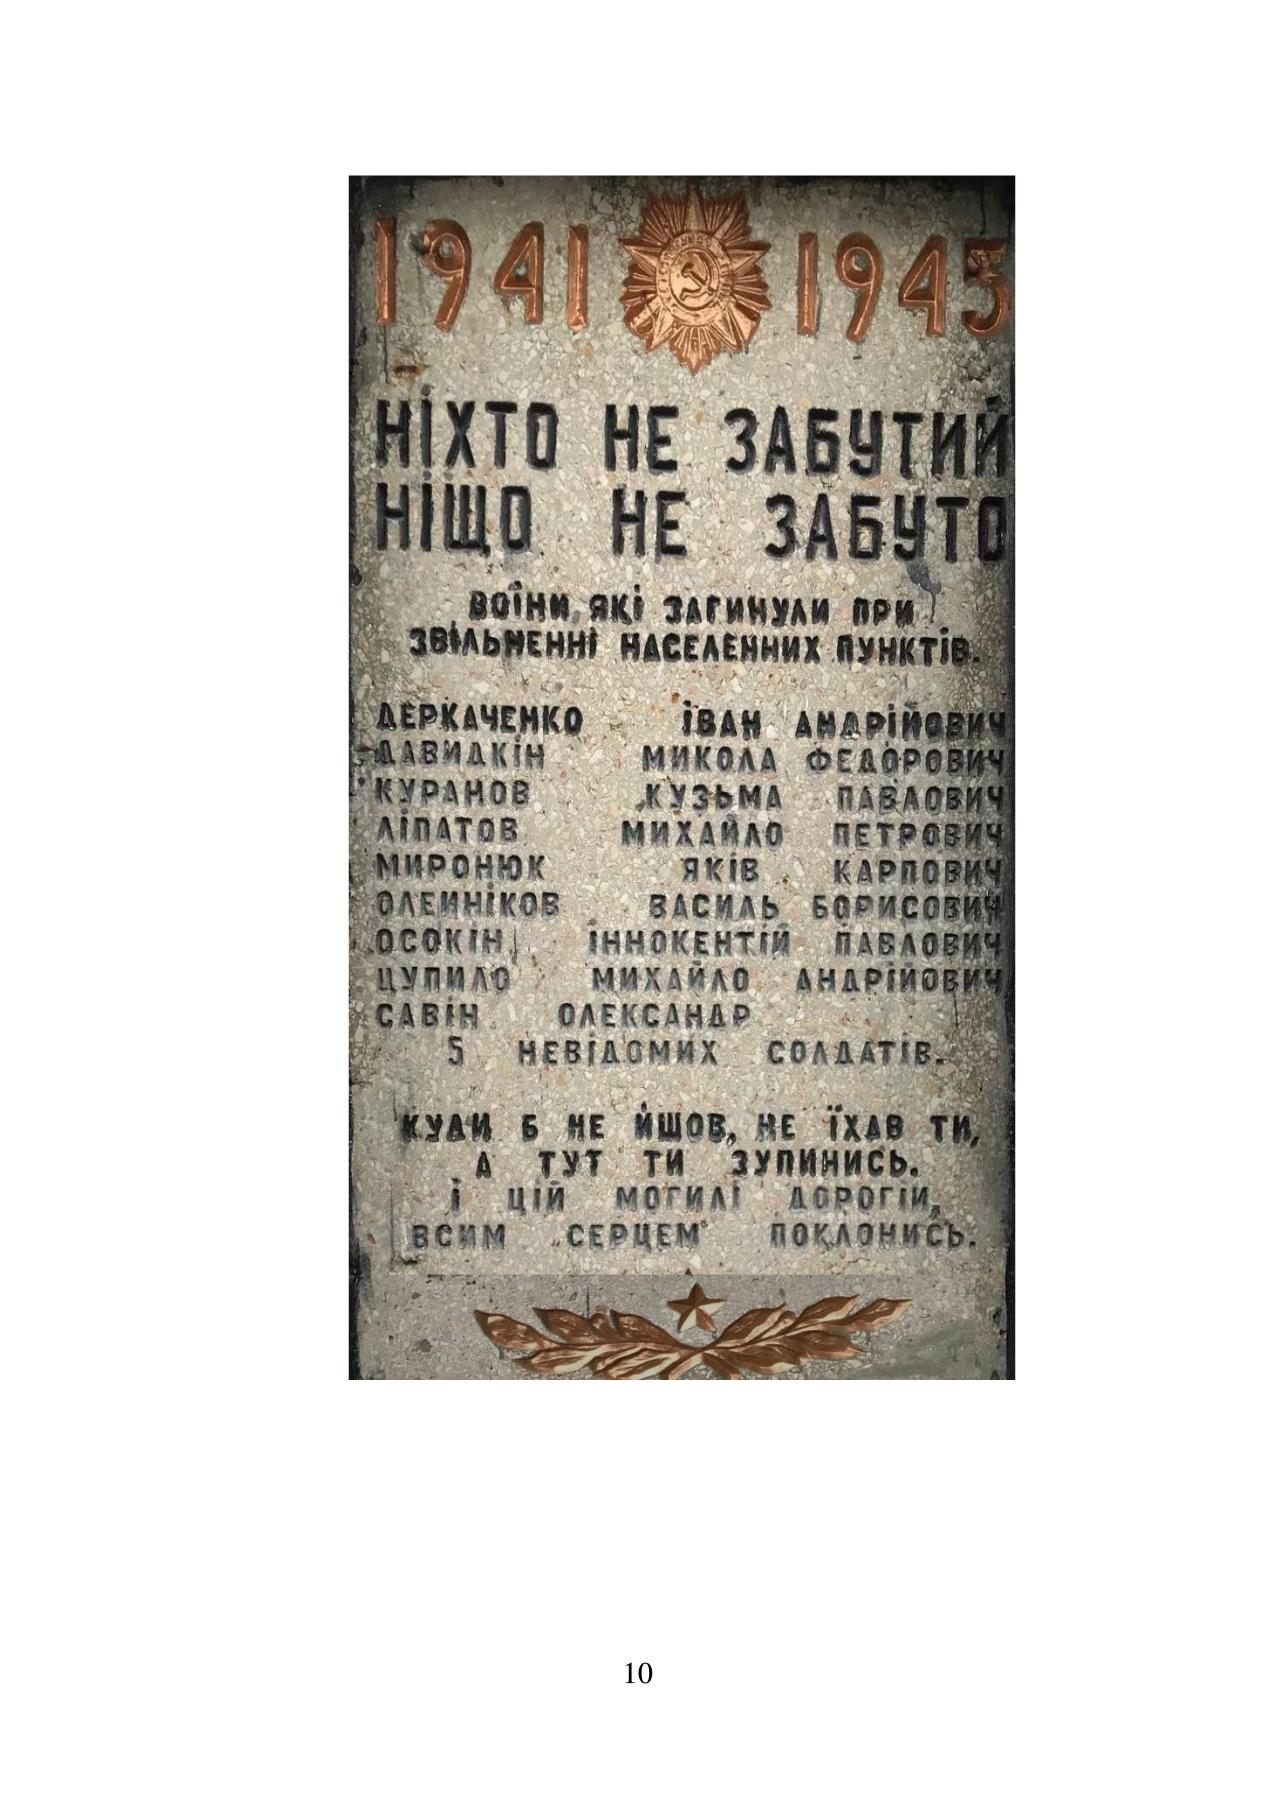 1941 1945
НІХТО НЕ ЗАБУТИЙ
НІЩО НЕ ЗАБУТО
ВОЇНИ, ЯКІ ЗАГИНУЛИ ПРИ
ЗВІЛЬНЕННІ НАСЕЛЕННИХ ПУНКТІВ.
ДЕРКАЧЕНКО ІВАН АНДРІЙОВИЧ
ДАВИДКІН МИКОЛА ФЕДОРОВИЧ
КУРАНОВ КУЗЬМА ПАВЛОВИЧ
ЛІПАТОВ МИХАЙЛО ПЕТРОВИЧ
МИРОНЮК ЯКІВ КАРПОВИЧ
ОЛЕИНІКОВ ВАСИЛЬ БОРИСОВИЧ
ОСОКІН ІННОКЕНТІЙ ПАВЛОВИЧ
ЦУПИЛО МИХАЙЛО АНДРІЙОВИЧ
САВІН ОЛЕКСАНДР
5 НЕВІДОМИХ СОЛДАТІВ.
КУДИ Б НЕ ЙШОВ, НЕ ЇХАВ ТИ,
А ТУТ ТИ ЗУПИНИСЬ.
І ЦІЙ МОГИЛІ ДОРОГІЙ,
ВСИМ СЕРЦЕМ ПОКЛОНИСЬ.
10